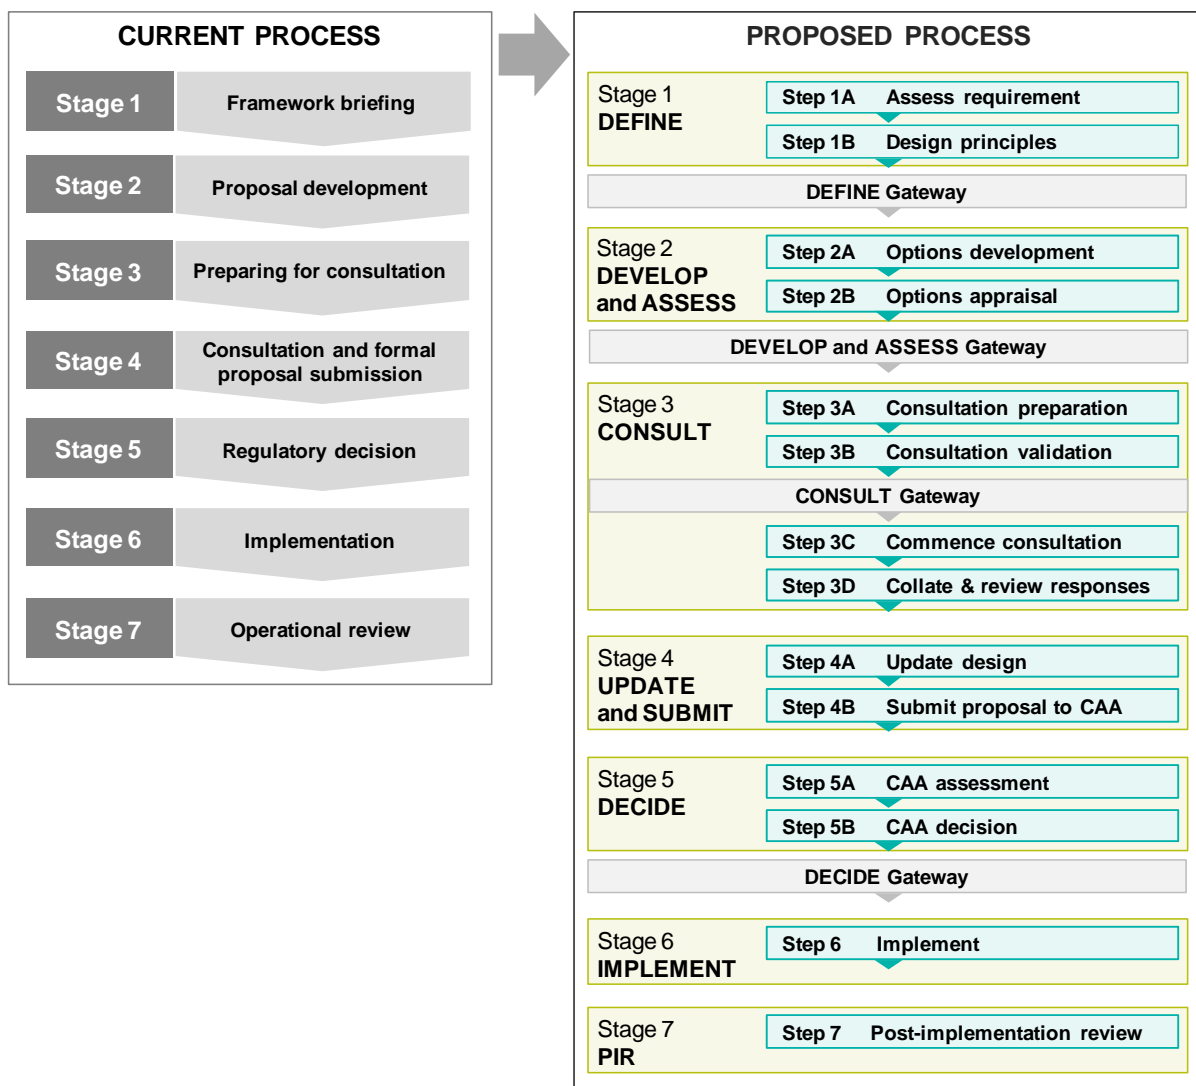 CURRENT PROCESS
Stage 1
Framework briefing
Stage 2
Proposal development
Stage 3
Preparing for consultation
Stage 4
Consultation and formal
proposal submission
Stage 5
Regulatory decision
Stage 6
Implementation
Stage 7
Operational review
PROPOSED PROCESS
Stage 1
DEFINE
Step 1A Assess requirement
Step 1B Design principles
DEFINE Gateway
Stage 2
DEVELOP
and ASSESS
Step 2A Options development
Step 2B Options appraisal
DEVELOP and ASSESS Gateway
Stage 3
CONSULT
Step 3A Consultation preparation
Step 3B Consultation validation
CONSULT Gateway
Step 3C Commence consultation
Step 3D Collate & review responses
Stage 4
UPDATE
and SUBMIT
Step 4A Update design
Step 4B Submit proposal to CAA
Stage 5
DECIDE
Step 5A CAA assessment
Step 5B CAA decision
DECIDE Gateway
Stage 6
IMPLEMENT
Step 6 Implement
Stage 7
PIR
Step 7 Post-implementation review